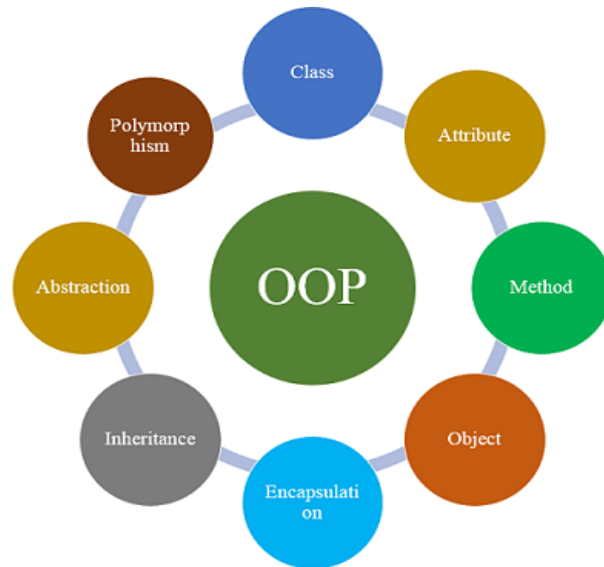 Class
Attribute
Method
Object
Encapsulati
on
Inheritance
Abstraction
Polymorp
hism
OOP